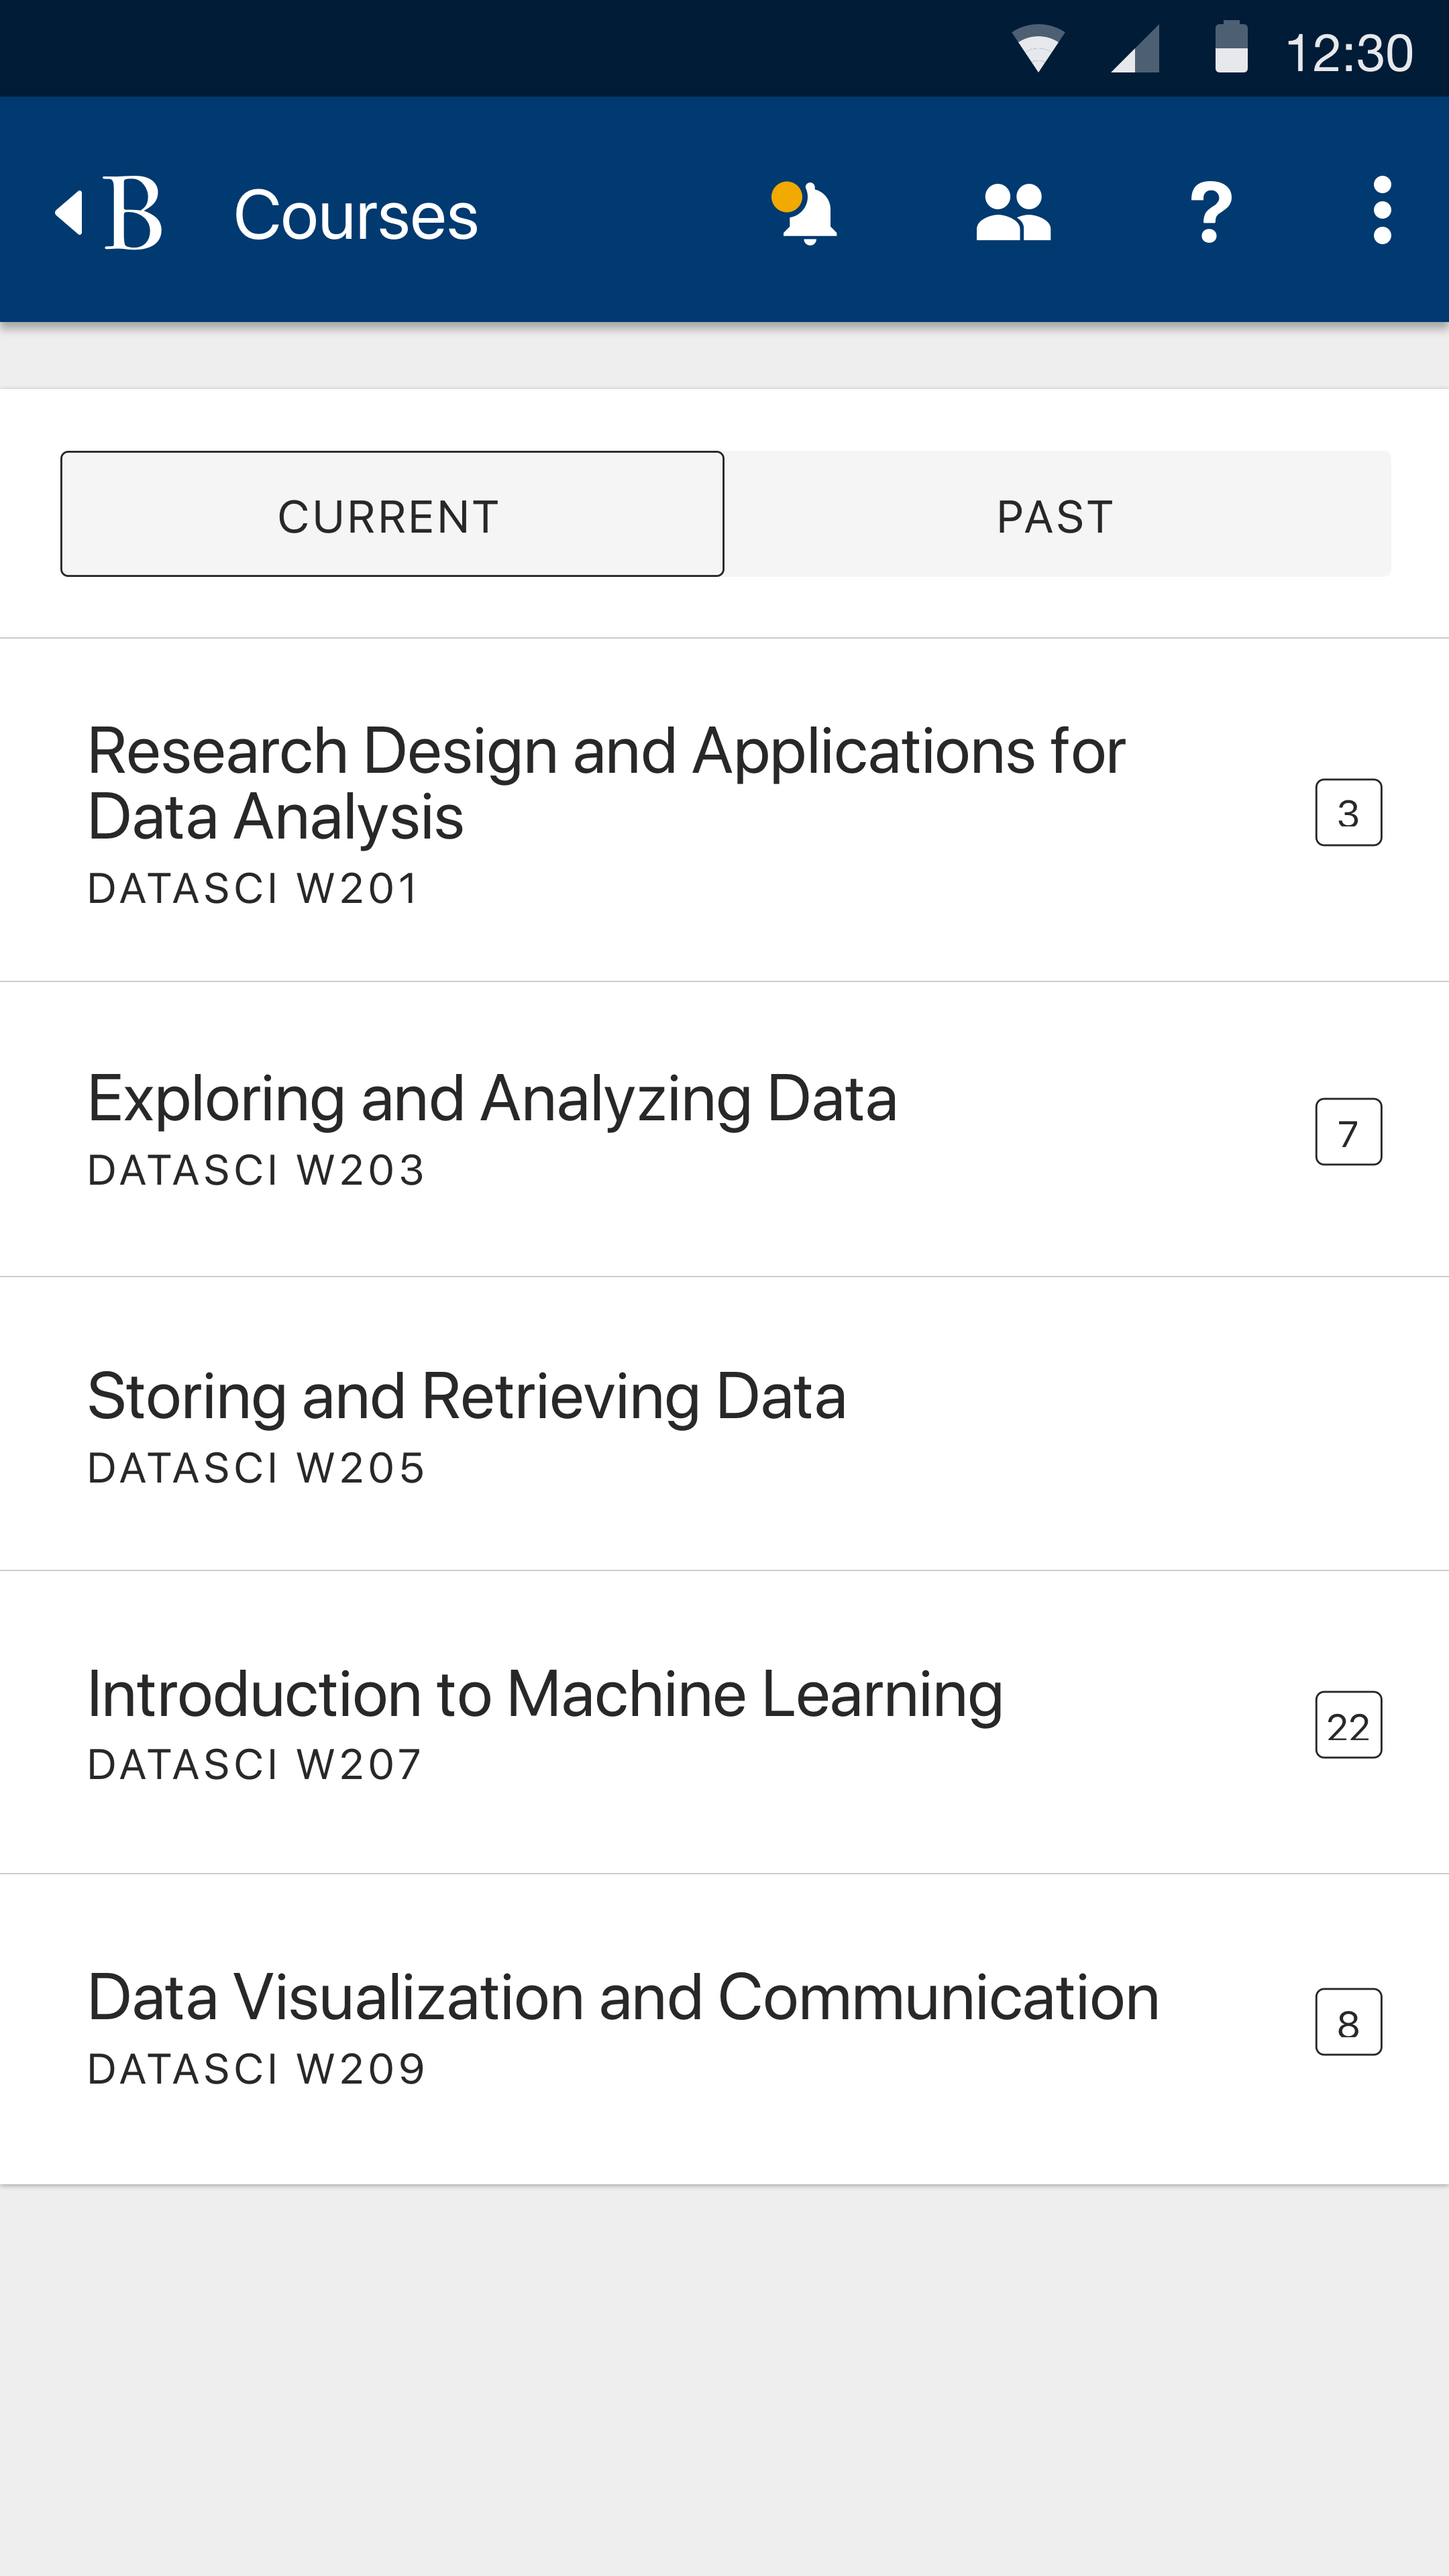 12:30
B Courses ?
CURRENT PAST
Research Design and Applications for
Data Analysis
DATASCI W201
3
Exploring and Analyzing Data
DATASCI W203
7
Storing and Retrieving Data
DATASCI W205
Introduction to Machine Learning
DATASCI W207
22
Data Visualization and Communication
DATASCI W209
8